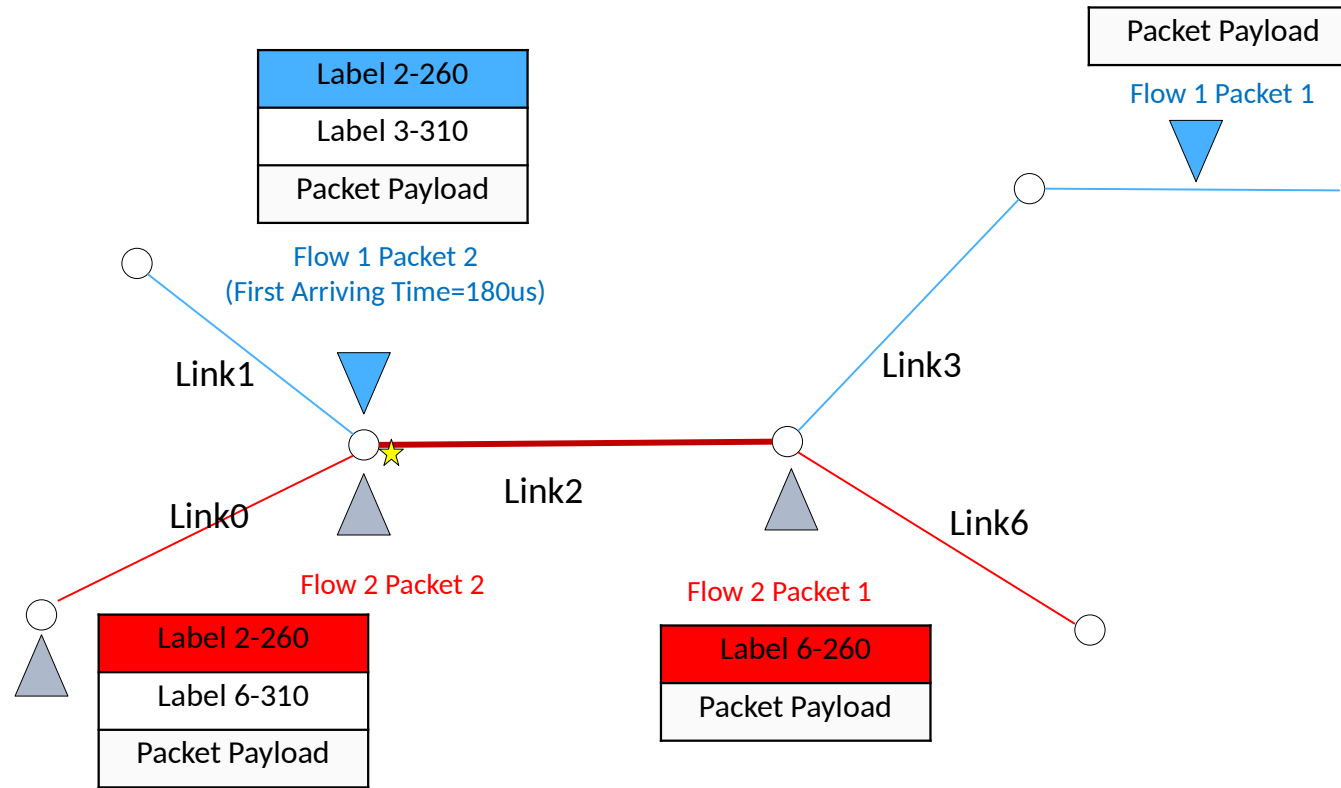 Packet Payload
Flow 1 Packet 1
Label 2-260
Label 3-310
Packet Payload
Flow 1 Packet 2
(First Arriving Time=180us)
Link1
Link3
Link2
Link0
Link6
Flow 2 Packet 2
Label 2-260
Label 6-310
Packet Payload
Flow 2 Packet 1
Label 6-260
Packet Payload